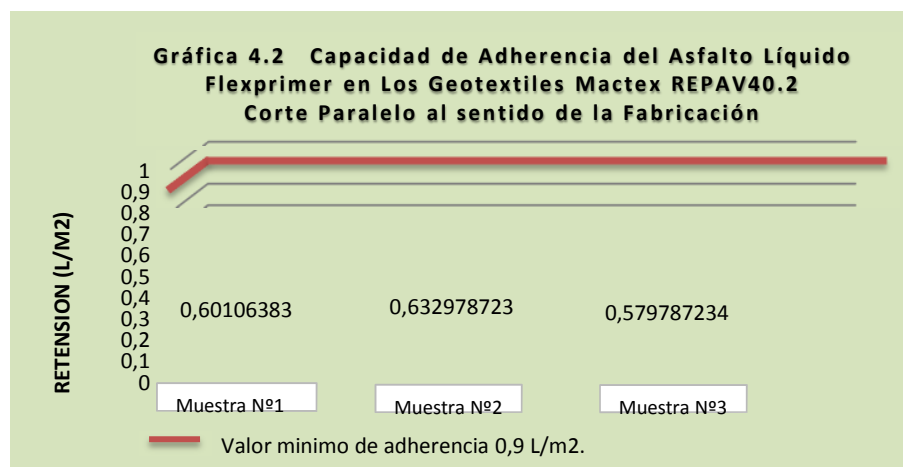 Gráfica 4.2 Capacidad de Adherencia del Asfalto Líquido
Flexprimer en Los Geotextiles Mactex REPAV40.2
Corte Paralelo al sentido de la Fabricación
RETENSION (L/M2)
1
0,9
0,8
0,7
0,6
0,5
0,4
0,3
0,2
0,1
0
0,60106383
0,632978723
0,579787234
Muestra Nº1
Muestra Nº2
Muestra Nº3
Valor minimo de adherencia 0,9 L/m2.